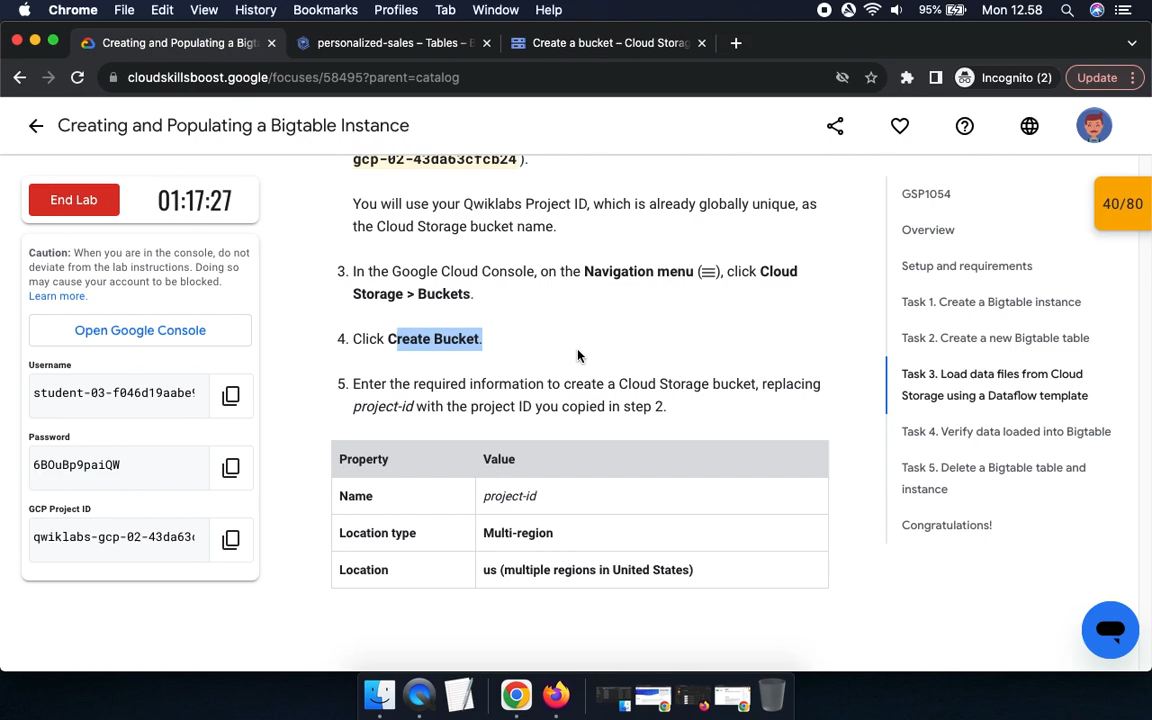 Chrome File Edit View History Bookmarks Profiles Tab Window Help 95% Mon 12.58
Creating and Populating a Bigt
personalized-sales – Tables – B
Create a bucket – Cloud Storag
cloudskillsboost.google/focuses/58495?parent=catalog
Incognito (2)
Update
Creating and Populating a Bigtable Instance
End Lab
01:17:27
Caution: When you are in the console, do not
deviate from the lab instructions. Doing so
may cause your account to be blocked.
Learn more.
Open Google Console
Username
student-03-f046d19aabe9
Password
6BOuBp9paiQW
GCP Project ID
qwiklabs-gcp-02-43da63c
gcp-02-43da63cfcb24 ).
You will use your Qwiklabs Project ID, which is already globally unique, as
the Cloud Storage bucket name.
3. In the Google Cloud Console, on the Navigation menu (☰), click Cloud
Storage > Buckets.
4. Click Create Bucket.
5. Enter the required information to create a Cloud Storage bucket, replacing
project-id with the project ID you copied in step 2.
Property Value
Name project-id
Location type Multi-region
Location us (multiple regions in United States)
GSP1054
Overview
Setup and requirements
Task 1. Create a Bigtable instance
Task 2. Create a new Bigtable table
Task 3. Load data files from Cloud
Storage using a Dataflow template
Task 4. Verify data loaded into Bigtable
Task 5. Delete a Bigtable table and
instance
Congratulations!
40/80